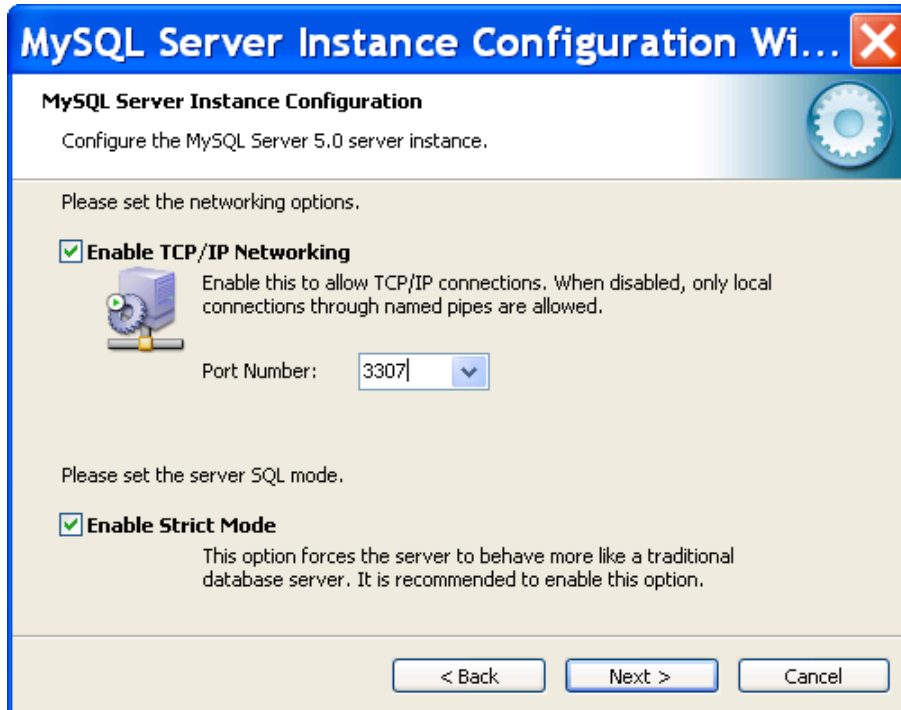 MySQL Server Instance Configuration Wi...
MySQL Server Instance Configuration
Configure the MySQL Server 5.0 server instance.
Please set the networking options.
Enable TCP/IP Networking
Enable this to allow TCP/IP connections. When disabled, only local
connections through named pipes are allowed.
Port Number: 3307
Please set the server SQL mode.
Enable Strict Mode
This option forces the server to behave more like a traditional
database server. It is recommended to enable this option.
< Back Next > Cancel